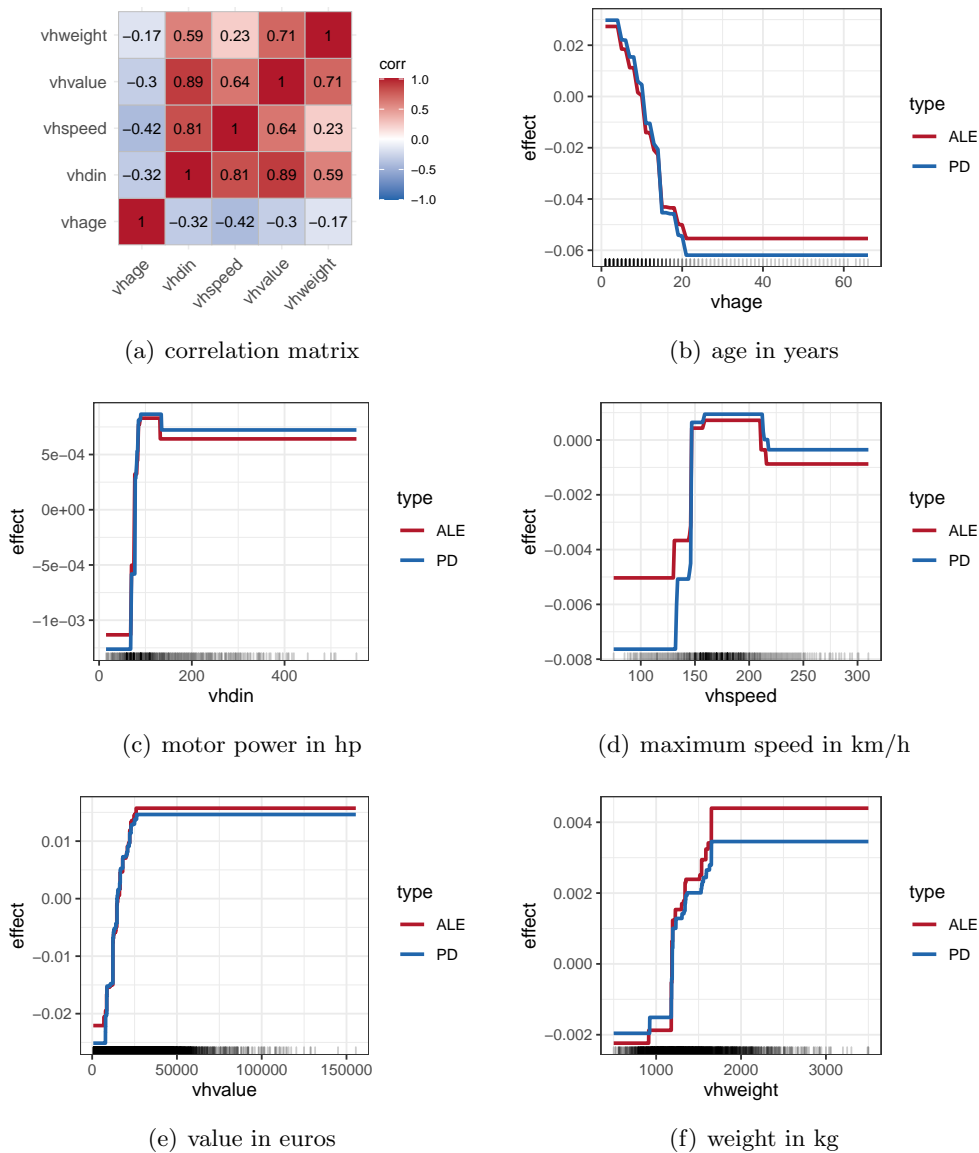 vhweight
−0.17 0.59 0.23 0.71 1
vhvalue
−0.3 0.89 0.64 1 0.71
vhspeed
−0.42 0.81 1 0.64 0.23
vhdin
−0.32 1 0.81 0.89 0.59
vhage
1 −0.32 −0.42 −0.3 −0.17
vhage vhdin vhspeed vhvalue vhweight
corr
1.0
0.5
0.0
−0.5
−1.0
(a) correlation matrix
effect
0.02
0.00
−0.02
−0.04
−0.06
0 20 40 60
vhage
type
ALE
PD
(b) age in years
effect
5e−04
0e+00
−5e−04
−1e−03
0 200 400
vhdin
type
ALE
PD
(c) motor power in hp
effect
0.000
−0.002
−0.004
−0.006
−0.008
100 150 200 250 300
vhspeed
type
ALE
PD
(d) maximum speed in km/h
effect
0.01
0.00
−0.01
−0.02
0 50000 100000 150000
vhvalue
type
ALE
PD
(e) value in euros
effect
0.004
0.002
0.000
−0.002
1000 2000 3000
vhweight
type
ALE
PD
(f) weight in kg